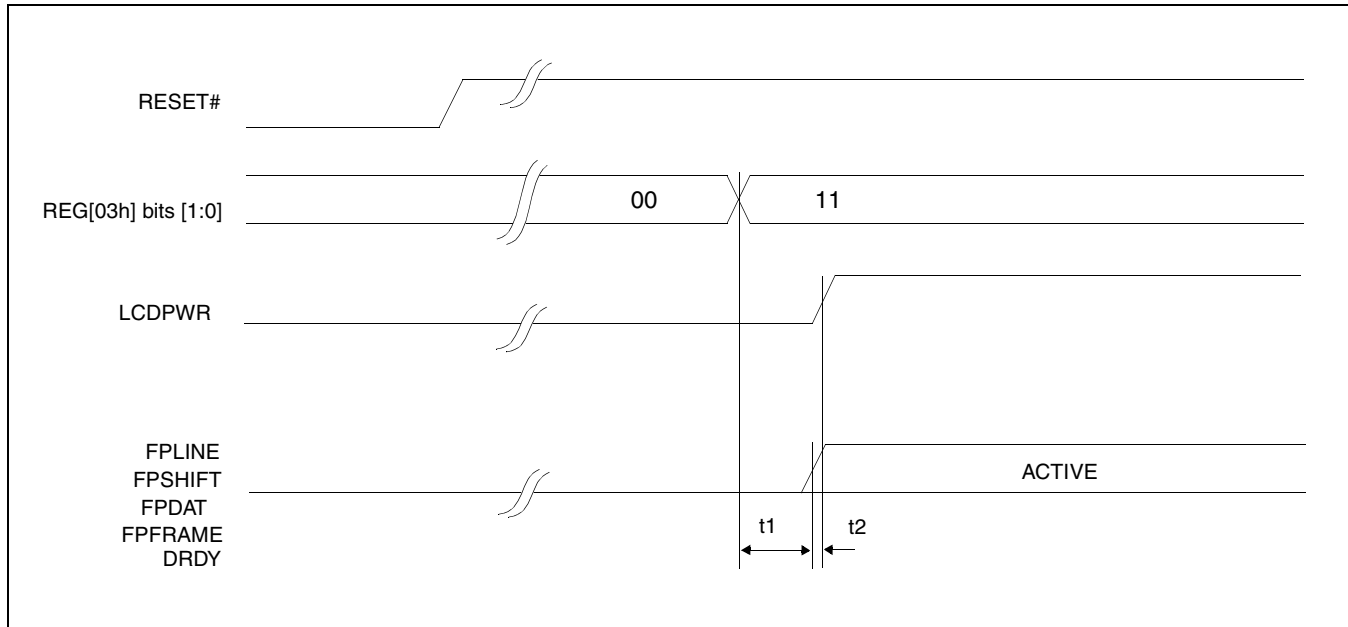 RESET#
REG[03h] bits [1:0]
00
11
LCDPWR
FPLINE
FPSHIFT
FPDAT
FPFRAME
DRDY
ACTIVE
t1
t2